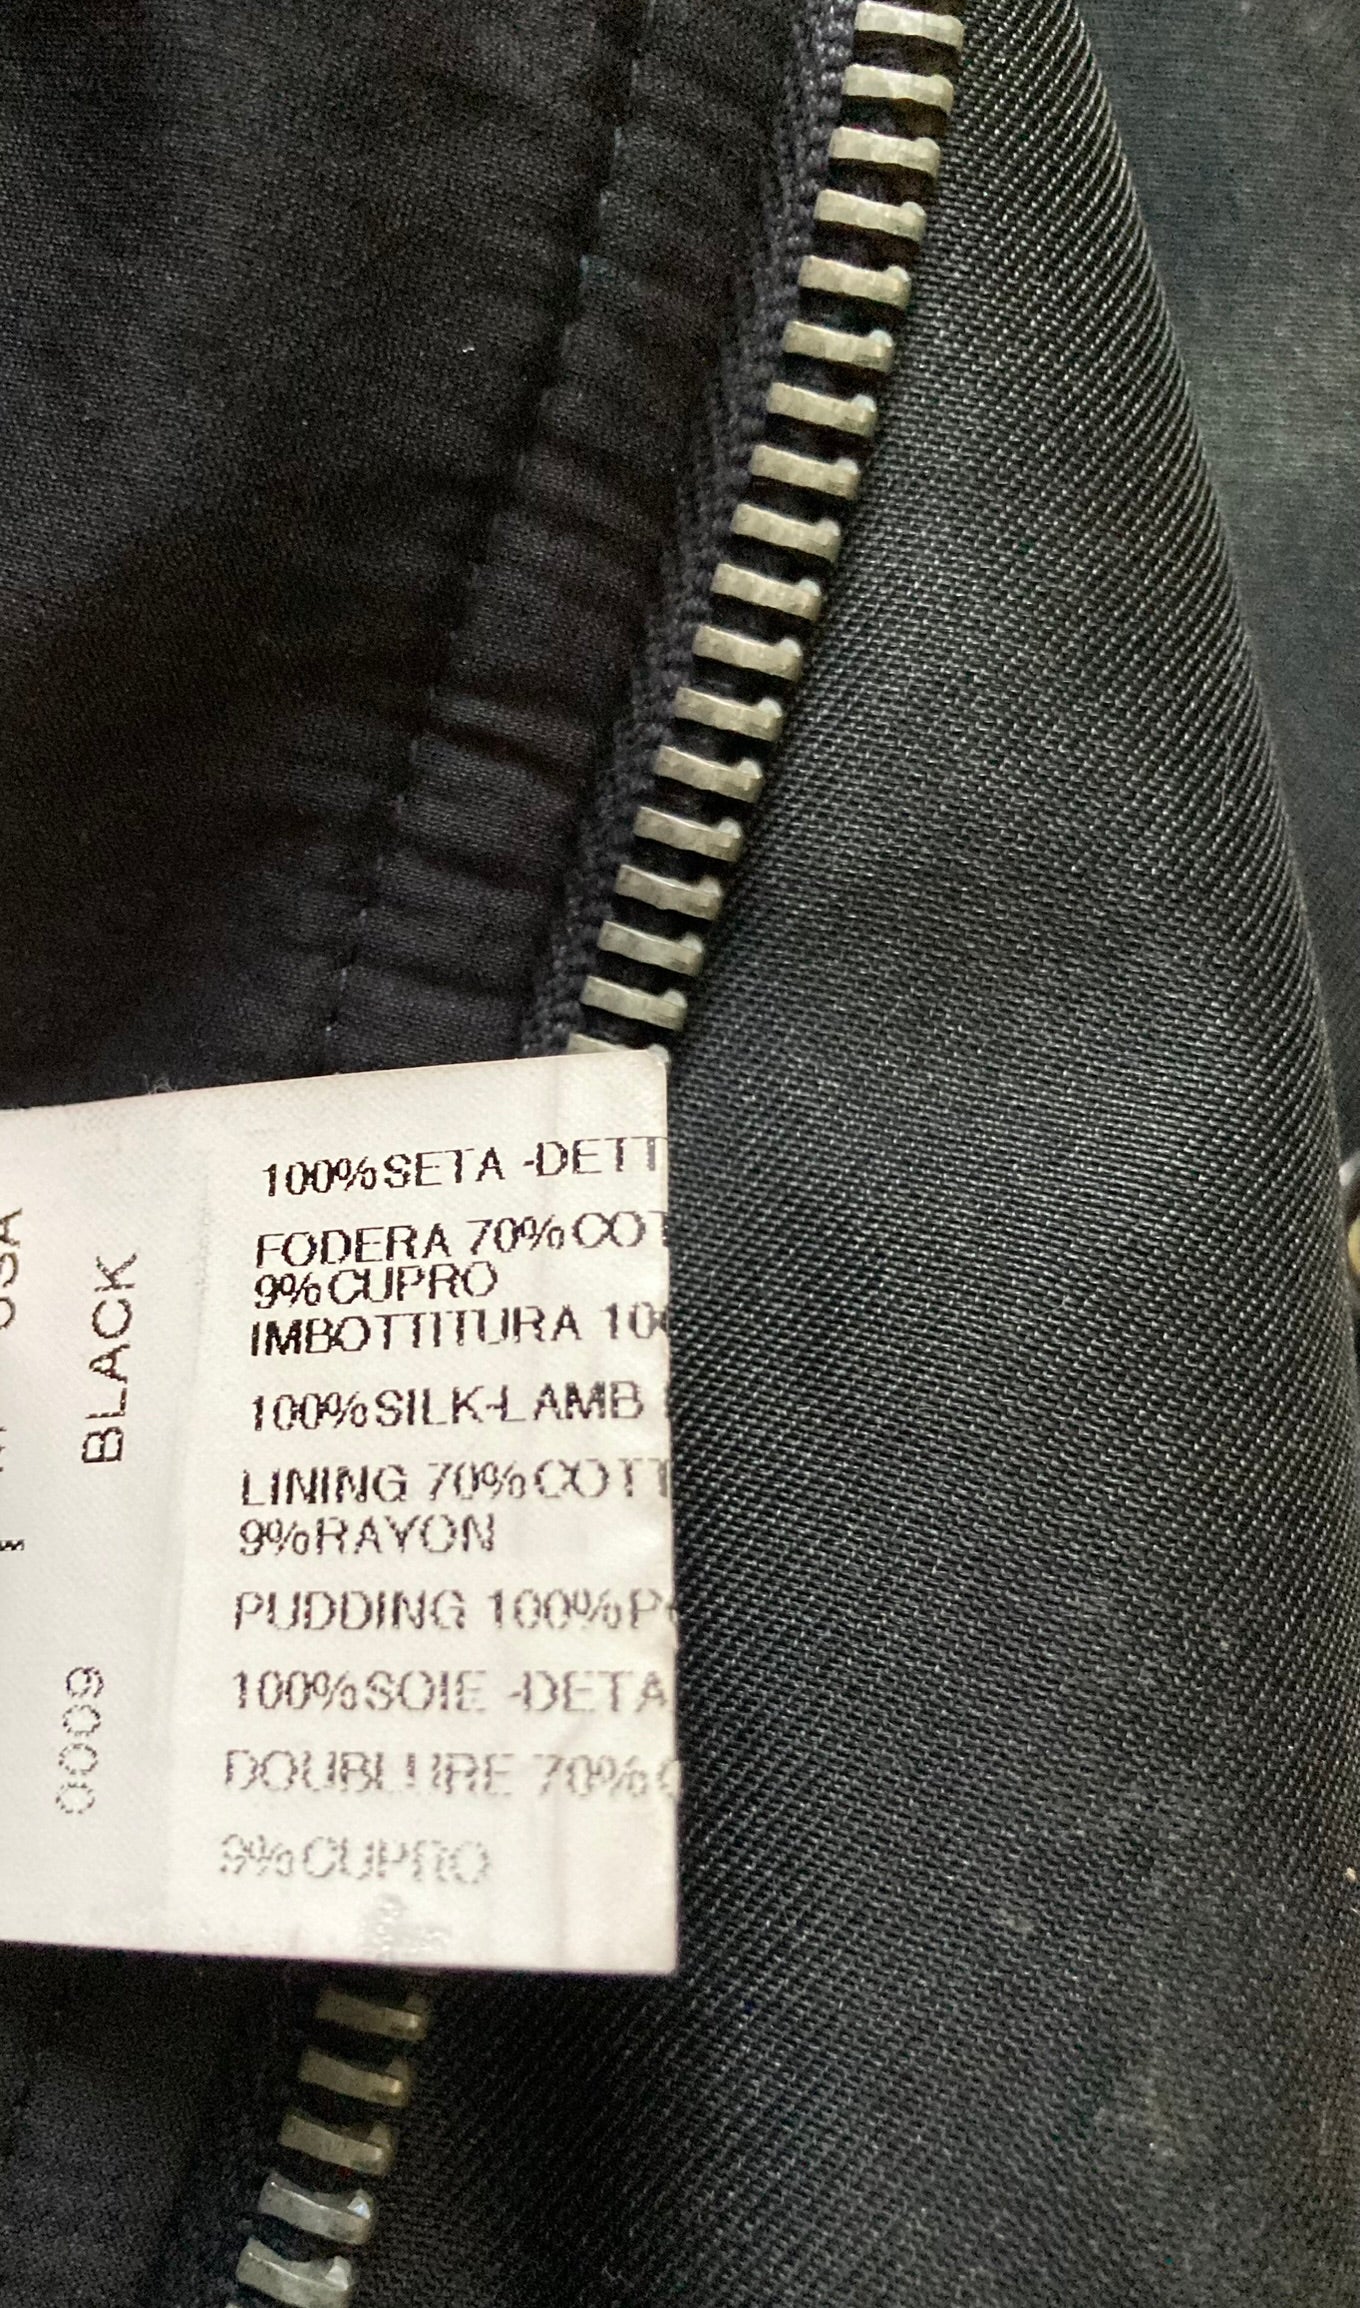 100%SETA -DETT
FODERA 70%COT
9%CUPRO
IMBOTTITURA 10
100%SILK-LAMB
LINING 70%COTT
9%RAYON
PUDDING 100%P
100%SOIE -DETA
DOUBLURE 70%C
9%CUPRO
BLACK
0009
USA